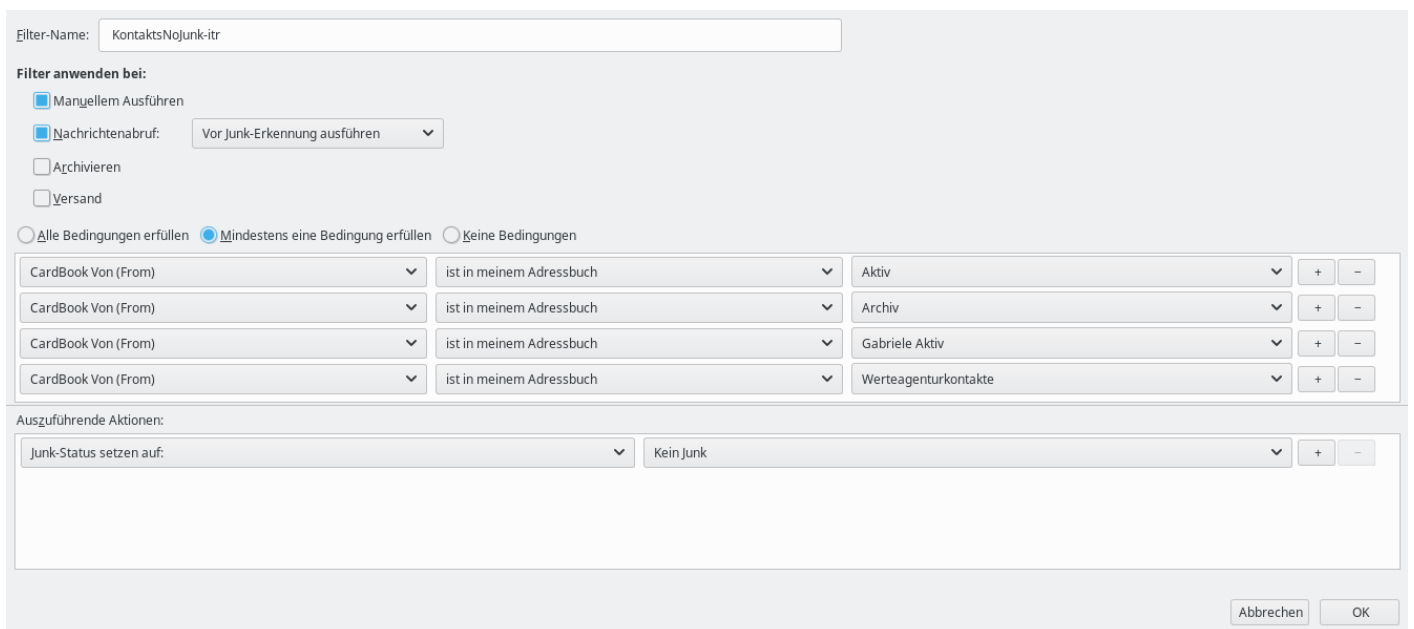 Filter-Name: KontaktsNoJunk-itr
Filter anwenden bei:
Manuellem Ausführen
Nachrichtenabruf: Vor Junk-Erkennung ausführen
Archivieren
Versand
Alle Bedingungen erfüllen Mindestens eine Bedingung erfüllen Keine Bedingungen
CardBook Von (From) ist in meinem Adressbuch Aktiv + −
CardBook Von (From) ist in meinem Adressbuch Archiv + −
CardBook Von (From) ist in meinem Adressbuch Gabriele Aktiv + −
CardBook Von (From) ist in meinem Adressbuch Werteagenturkontakte + −
Auszuführende Aktionen:
Junk-Status setzen auf: Kein Junk + −
Abbrechen OK